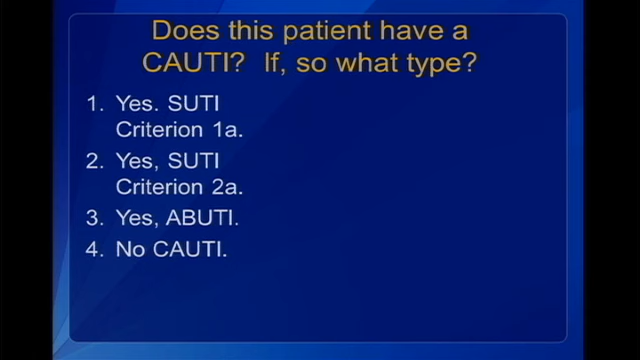 Does this patient have a
CAUTI? If, so what type?
1. Yes. SUTI
Criterion 1a.
2. Yes, SUTI
Criterion 2a.
3. Yes, ABUTI.
4. No CAUTI.